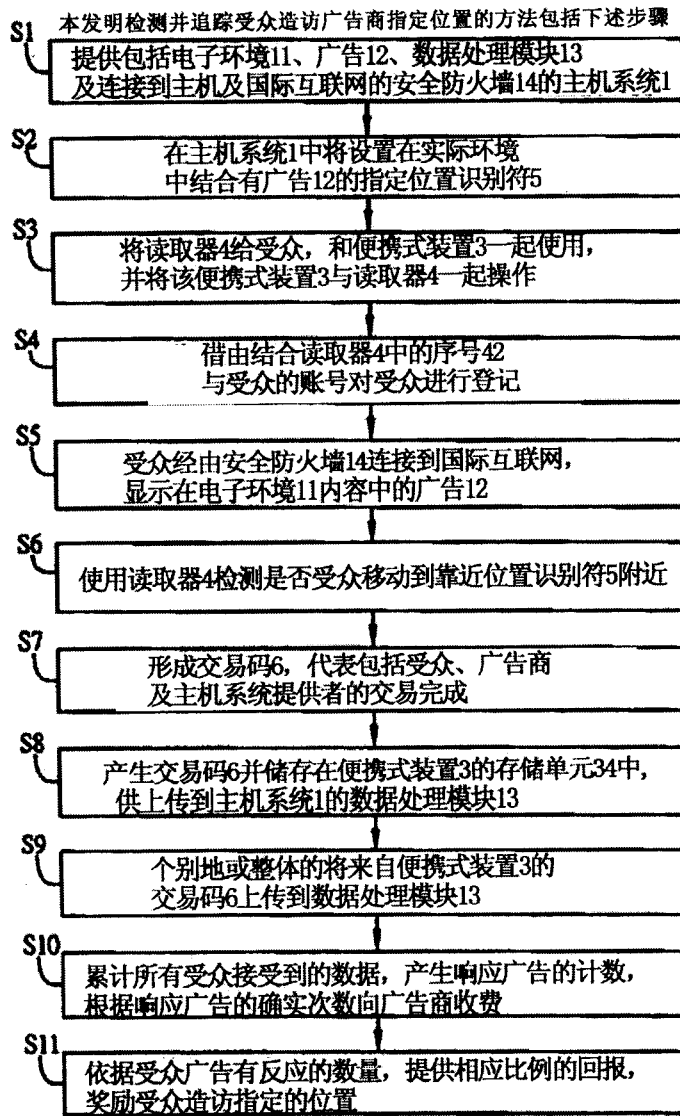 本发明检测并追踪受众造访广告商指定位置的方法包括下述步骤
S1
提供包括电子环境11、广告12、数据处理模块13
及连接到主机及国际互联网的安全防火墙14的主机系统1
S2
在主机系统1中将设置在实际环境
中结合有广告12的指定位置识别符5
S3
将读取器4给受众，和便携式装置3一起使用，
并将该便携式装置3与读取器4一起操作
S4
借由结合读取器4中的序号42
与受众的账号对受众进行登记
S5
受众经由安全防火墙14连接到国际互联网，
显示在电子环境11内容中的广告12
S6
使用读取器4检测是否受众移动到靠近位置识别符5附近
S7
形成交易码6，代表包括受众、广告商
及主机系统提供者的交易完成
S8
产生交易码6并储存在便携式装置3的存储单元34中，
供上传到主机系统1的数据处理模块13
S9
个别地或整体的将来自便携式装置3的
交易码6上传到数据处理模块13
S10
累计所有受众接受到的数据，产生响应广告的计数，
根据响应广告的确实次数向广告商收费
S11
依据受众广告有反应的数量，提供相应比例的回报，
奖励受众造访指定的位置